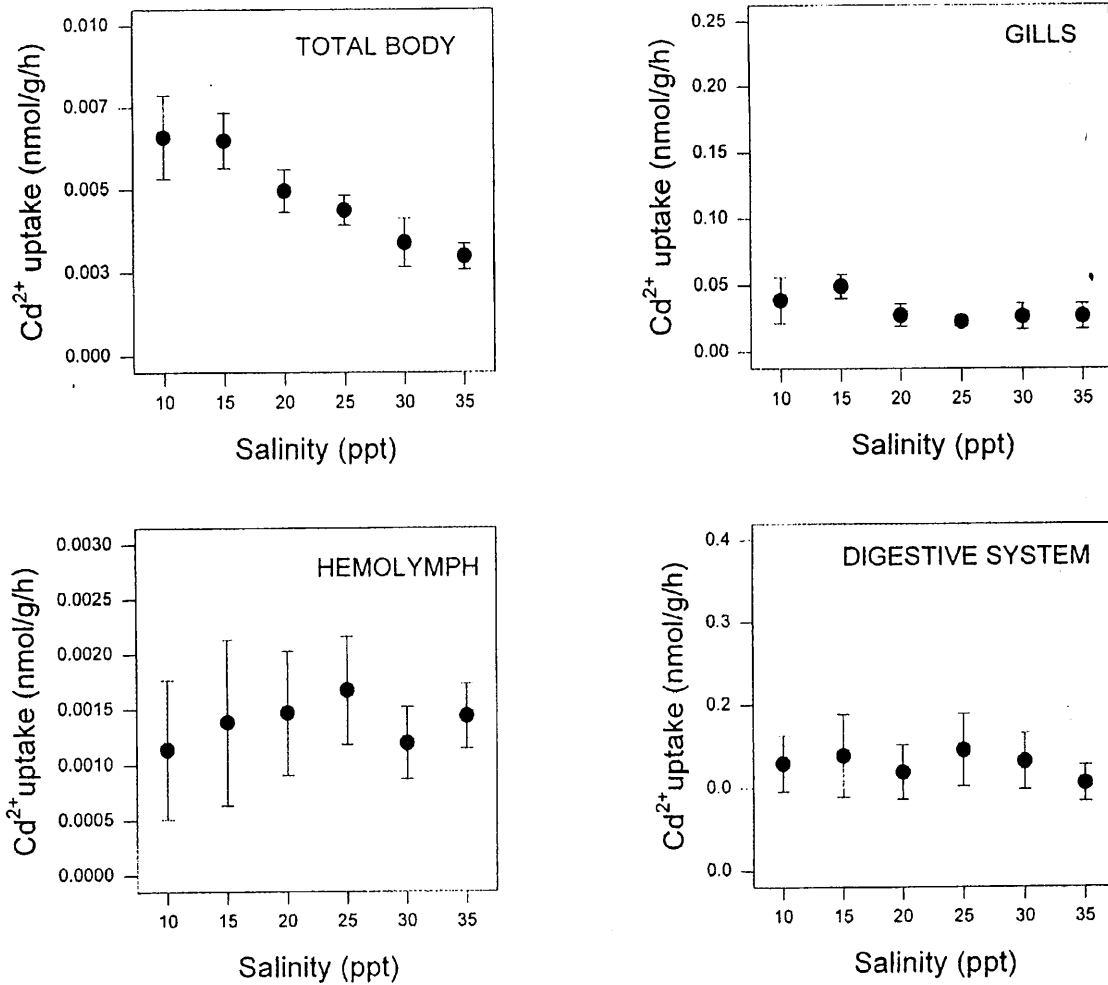 TOTAL BODY
Cd2+ uptake (nmol/g/h)
0.010
0.007
0.005
0.003
0.000
10 15 20 25 30 35
Salinity (ppt)
GILLS
Cd2+ uptake (nmol/g/h)
0.25
0.20
0.15
0.10
0.05
0.00
10 15 20 25 30 35
Salinity (ppt)
HEMOLYMPH
Cd2+ uptake (nmol/g/h)
0.0030
0.0025
0.0020
0.0015
0.0010
0.0005
0.0000
10 15 20 25 30 35
Salinity (ppt)
DIGESTIVE SYSTEM
Cd2+ uptake (nmol/g/h)
0.4
0.3
0.2
0.0
0.0
10 15 20 25 30 35
Salinity (ppt)